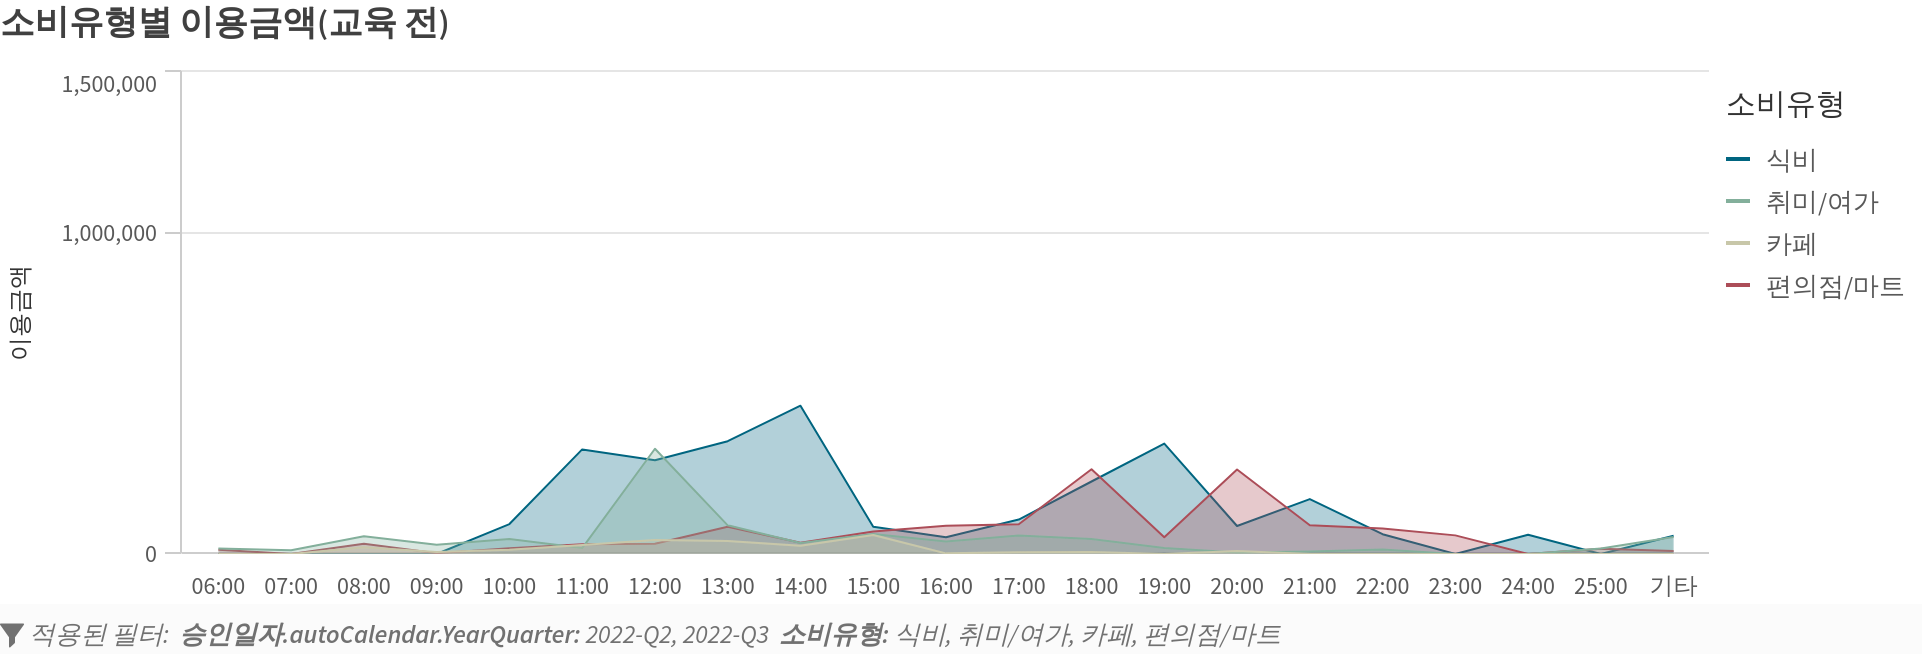 소비유형별 이용금액(교육 전)
1,500,000
1,000,000
0
이용금액
06:00 07:00 08:00 09:00 10:00 11:00 12:00 13:00 14:00 15:00 16:00 17:00 18:00 19:00 20:00 21:00 22:00 23:00 24:00 25:00 기타
소비유형
식비
취미/여가
카페
편의점/마트
적용된 필터: 승인일자.autoCalendar.YearQuarter: 2022-Q2, 2022-Q3 소비유형: 식비, 취미/여가, 카페, 편의점/마트